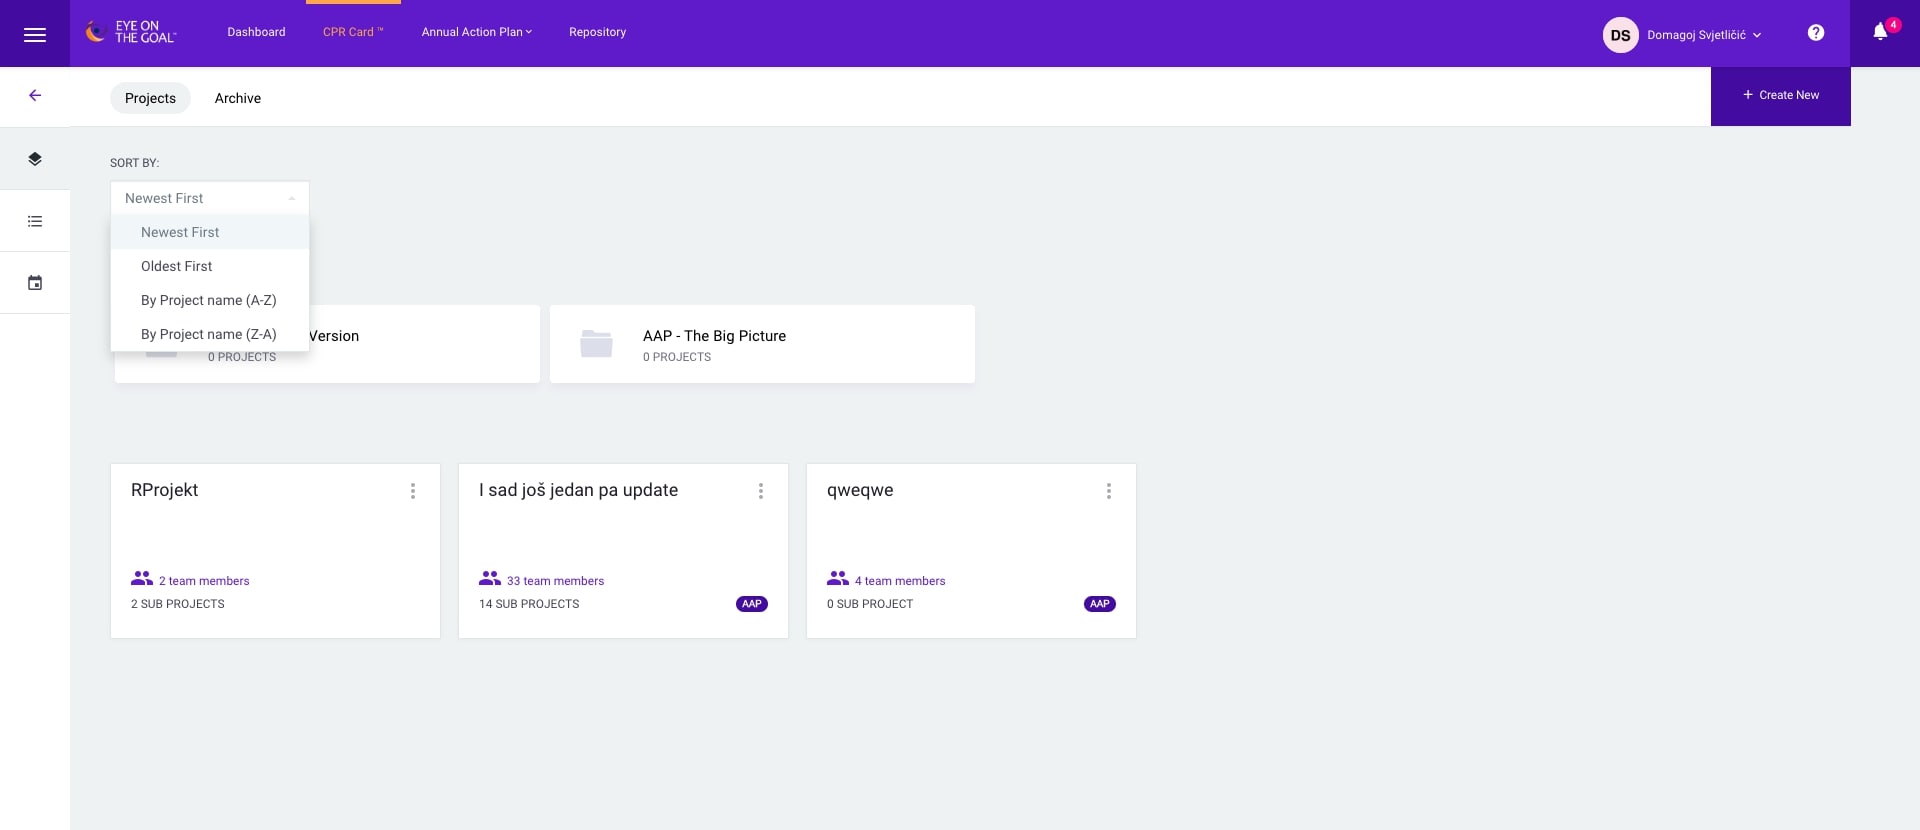 EYE ON
THE GOAL™
Dashboard
CPR Card ™
Annual Action Plan
Repository
DS
Domagoj Svjetličić
?
4
Projects
Archive
+ Create New
SORT BY:
Newest First
Newest First
Oldest First
By Project name (A-Z)
By Project name (Z-A)
Version
0 PROJECTS
AAP - The Big Picture
0 PROJECTS
RProjekt
2 team members
2 SUB PROJECTS
I sad još jedan pa update
33 team members
14 SUB PROJECTS
AAP
qweqwe
4 team members
0 SUB PROJECT
AAP